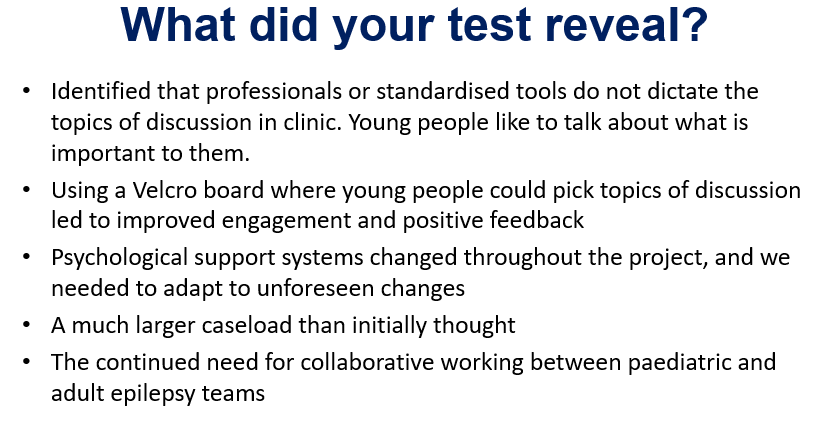 What did your test reveal?
• Identified that professionals or standardised tools do not dictate the
topics of discussion in clinic. Young people like to talk about what is
important to them.
• Using a Velcro board where young people could pick topics of discussion
led to improved engagement and positive feedback
• Psychological support systems changed throughout the project, and we
needed to adapt to unforeseen changes
• A much larger caseload than initially thought
• The continued need for collaborative working between paediatric and
adult epilepsy teams